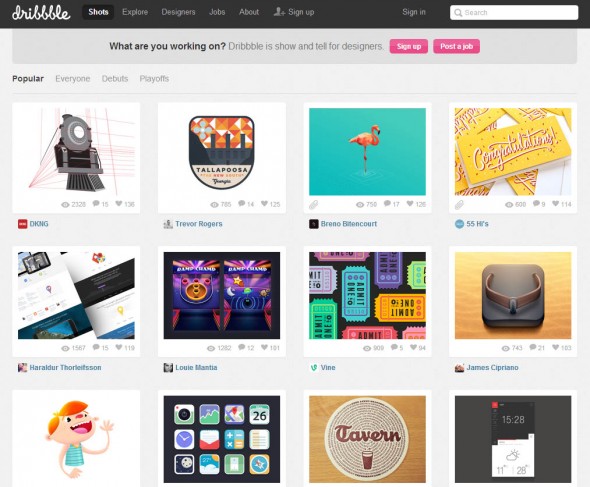 dribbble Shots Explore Designers Jobs About Sign up Sign in Search
What are you working on? Dribbble is show and tell for designers. Sign up Post a job
Popular Everyone Debuts Playoffs
TALLAPOOSA
Georgia
Congratulations!
2328 15 136
785 14 125
750 17 126
600 9 114
DKNG
Trevor Rogers
Breno Bitencourt
55 Hi's
RAMP CHAMP RAMP CHAMP
ADMIT ONE
1567 15 119
1282 12 101
909 5 94
743 21 103
Haraldur Thorleifsson
Louie Mantia
Vine
James Cipriano
26
Tavern
15:28
11° 28°